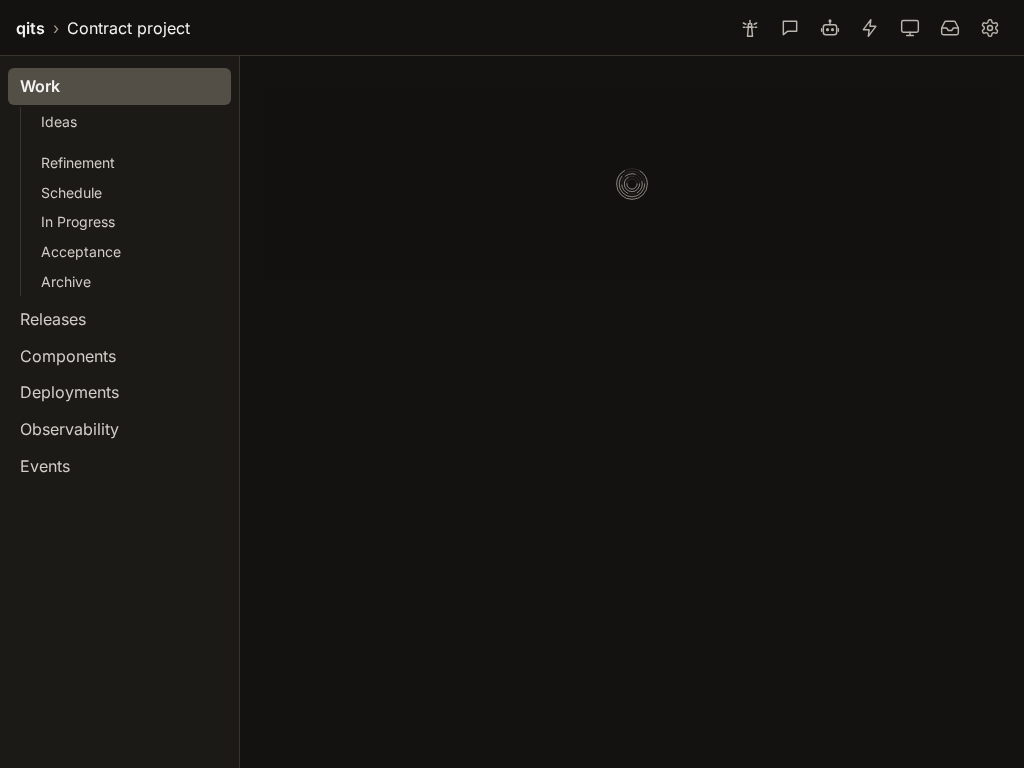 qits › Contract project
Work
Ideas
Refinement
Schedule
In Progress
Acceptance
Archive
Releases
Components
Deployments
Observability
Events